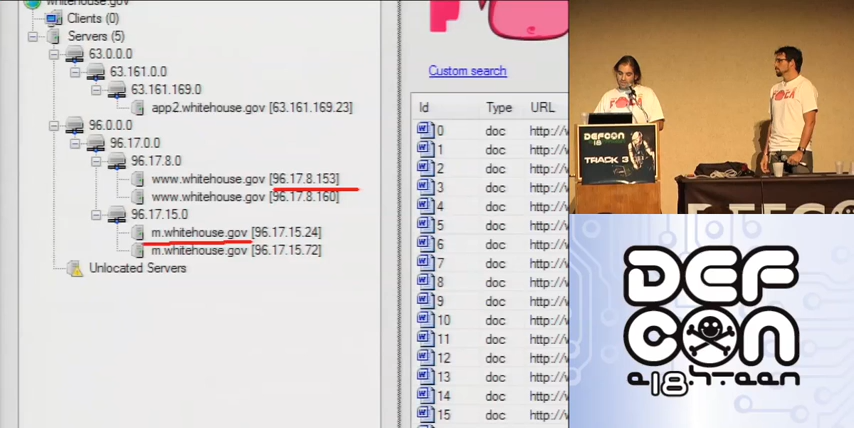 whitehouse.gov
Clients (0)
Servers (5)
63.0.0.0
63.161.0.0
63.161.169.0
app2.whitehouse.gov [63.161.169.23]
96.0.0.0
96.17.0.0
96.17.8.0
www.whitehouse.gov [96.17.8.153]
www.whitehouse.gov [96.17.8.160]
96.17.15.0
m.whitehouse.gov [96.17.15.24]
m.whitehouse.gov [96.17.15.72]
Unlocated Servers
Custom search
Id Type URL
0 doc http://w
1 doc http://w
2 doc http://w
3 doc http://w
4 doc http://w
5 doc http://w
6 doc http://w
7 doc http://w
8 doc http://w
9 doc http://w
10 doc http://w
11 doc http://w
12 doc http://w
13 doc http://w
14 doc http://w
15 doc http://w
FOCA
DEFCON
18
TRACK 3
DEFCON
DEF
CON
e18hteen